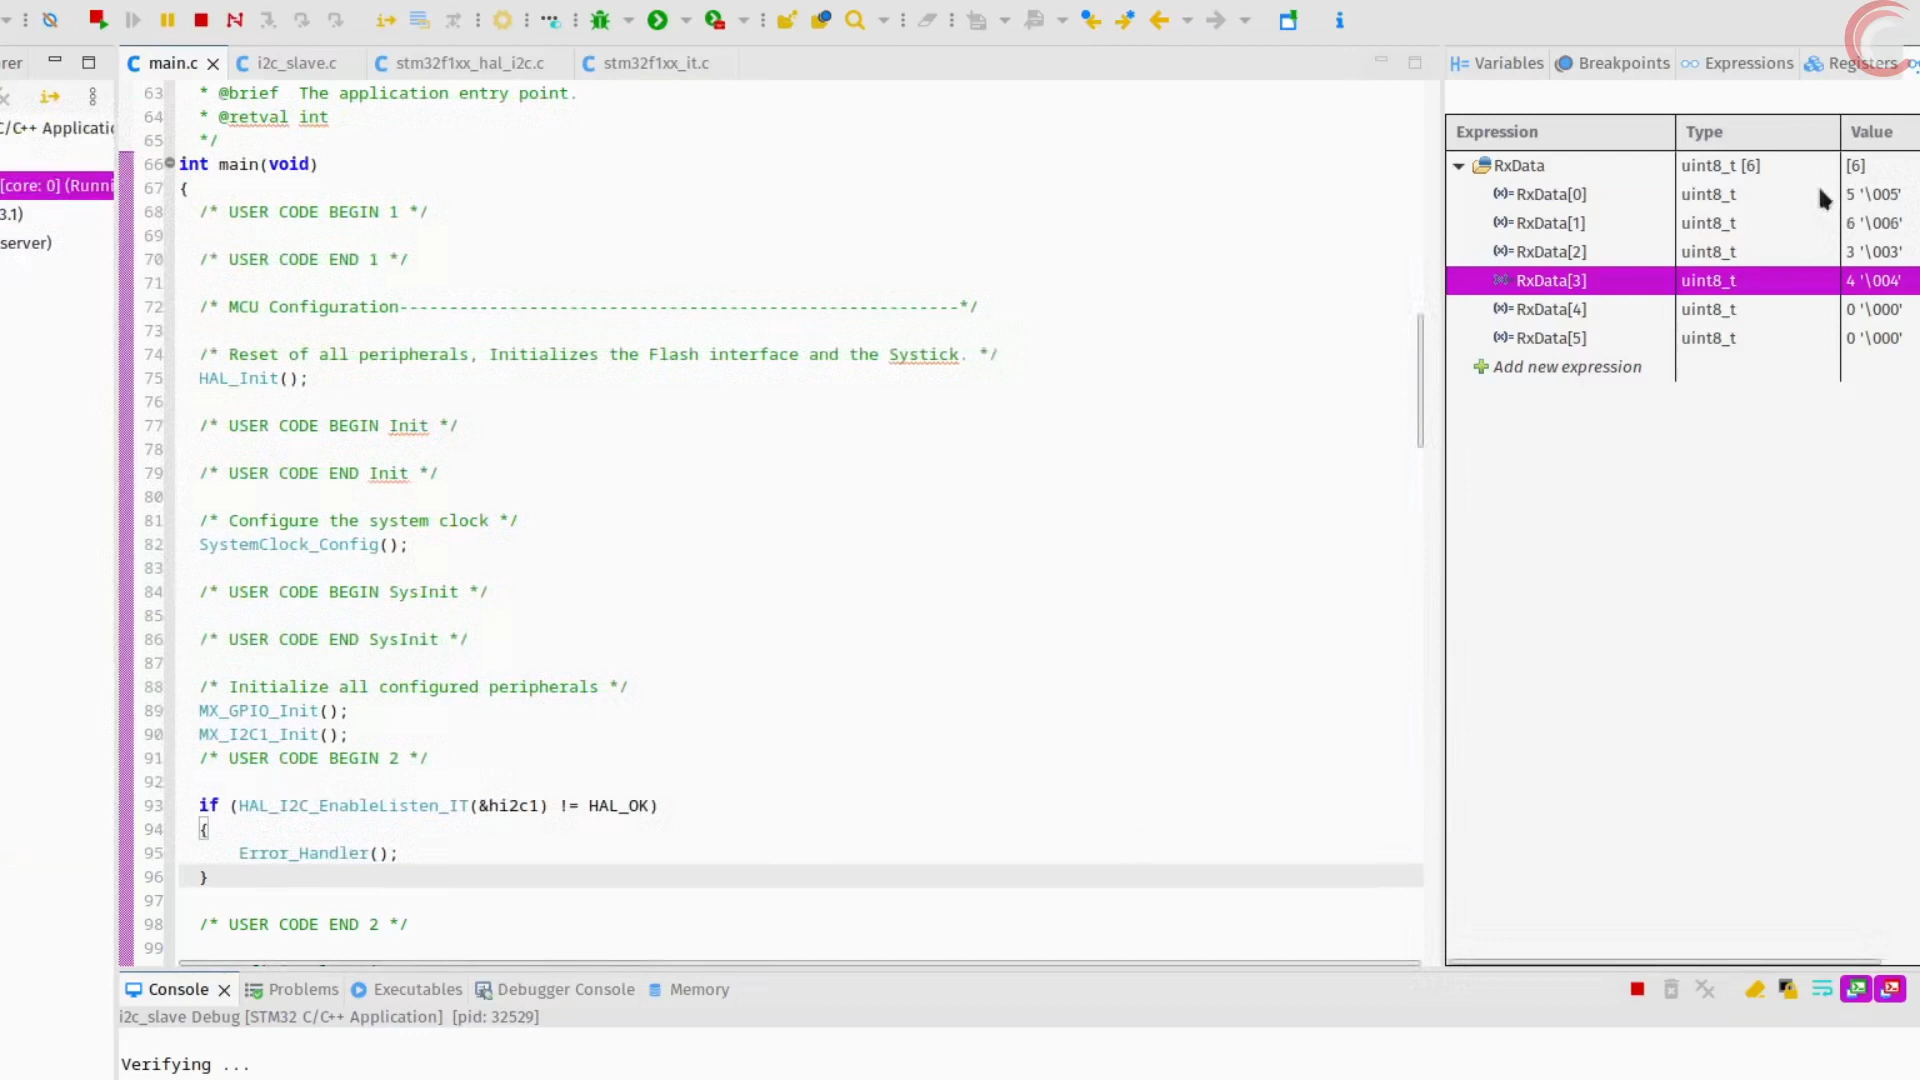 main.c
i2c_slave.c
stm32f1xx_hal_i2c.c
stm32f1xx_it.c
rer
C/C++ Applicatio
[core: 0] (Runni
3.1)
server)
63 * @brief  The application entry point.
64 * @retval int
65 */
66 int main(void)
67 {
68 /* USER CODE BEGIN 1 */
69
70 /* USER CODE END 1 */
71
72 /* MCU Configuration--------------------------------------------------------*/
73
74 /* Reset of all peripherals, Initializes the Flash interface and the Systick. */
75 HAL_Init();
76
77 /* USER CODE BEGIN Init */
78
79 /* USER CODE END Init */
80
81 /* Configure the system clock */
82 SystemClock_Config();
83
84 /* USER CODE BEGIN SysInit */
85
86 /* USER CODE END SysInit */
87
88 /* Initialize all configured peripherals */
89 MX_GPIO_Init();
90 MX_I2C1_Init();
91 /* USER CODE BEGIN 2 */
92
93 if (HAL_I2C_EnableListen_IT(&hi2c1) != HAL_OK)
94 {
95 Error_Handler();
96 }
97
98 /* USER CODE END 2 */
99
Variables Breakpoints Expressions Registers
Expression Type Value
RxData uint8_t [6] [6]
RxData[0] uint8_t 5 '\005'
RxData[1] uint8_t 6 '\006'
RxData[2] uint8_t 3 '\003'
RxData[3] uint8_t 4 '\004'
RxData[4] uint8_t 0 '\000'
RxData[5] uint8_t 0 '\000'
Add new expression
Console Problems Executables Debugger Console Memory
i2c_slave Debug [STM32 C/C++ Application] [pid: 32529]
Verifying ...